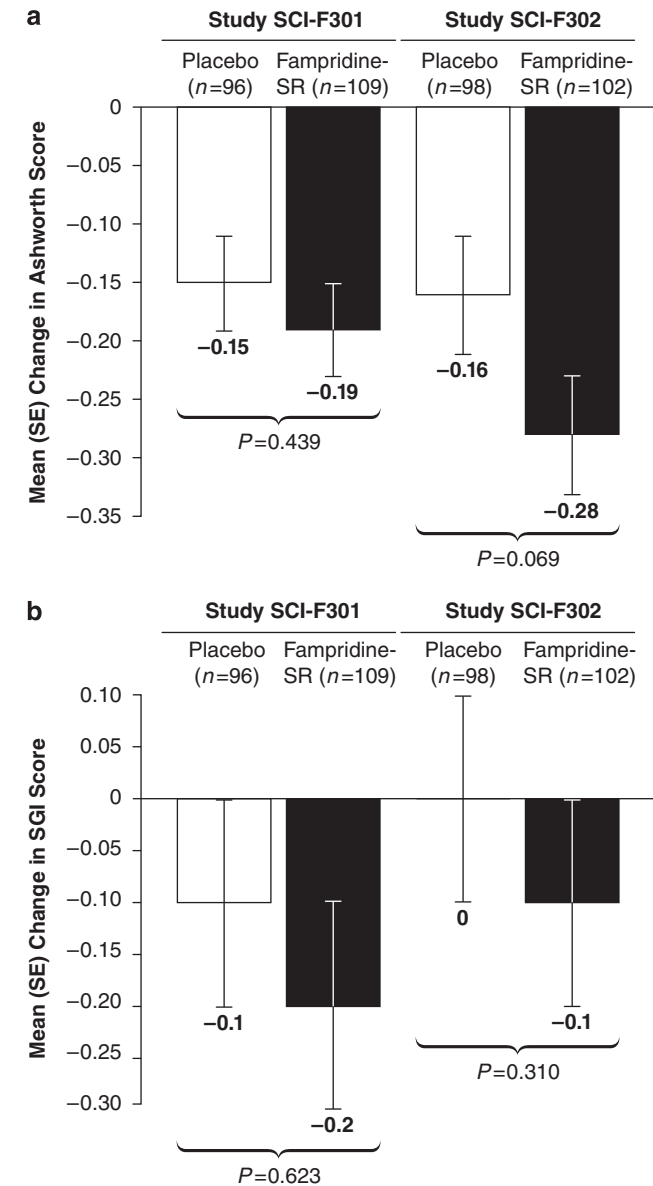 a
Study SCI-F301 Study SCI-F302
Placebo Fampridine- Placebo Fampridine-
(n=96) SR (n=109) (n=98) SR (n=102)
Mean (SE) Change in Ashworth Score
0
−0.05
−0.10
−0.15
−0.20
−0.25
−0.30
−0.35
−0.15
−0.19
−0.16
−0.28
P=0.439
P=0.069
b
Study SCI-F301 Study SCI-F302
Placebo Fampridine- Placebo Fampridine-
(n=96) SR (n=109) (n=98) SR (n=102)
Mean (SE) Change in SGI Score
0.10
0.05
0
−0.05
−0.10
−0.15
−0.20
−0.25
−0.30
−0.1
−0.2
0
−0.1
P=0.310
P=0.623